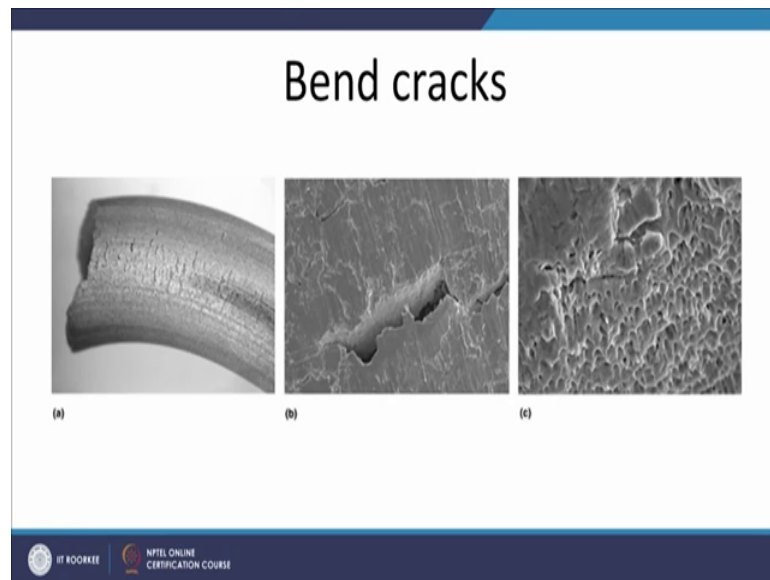 Bend cracks
(a)
(b)
(c)
IIT ROORKEE
NPTEL ONLINE
CERTIFICATION COURSE